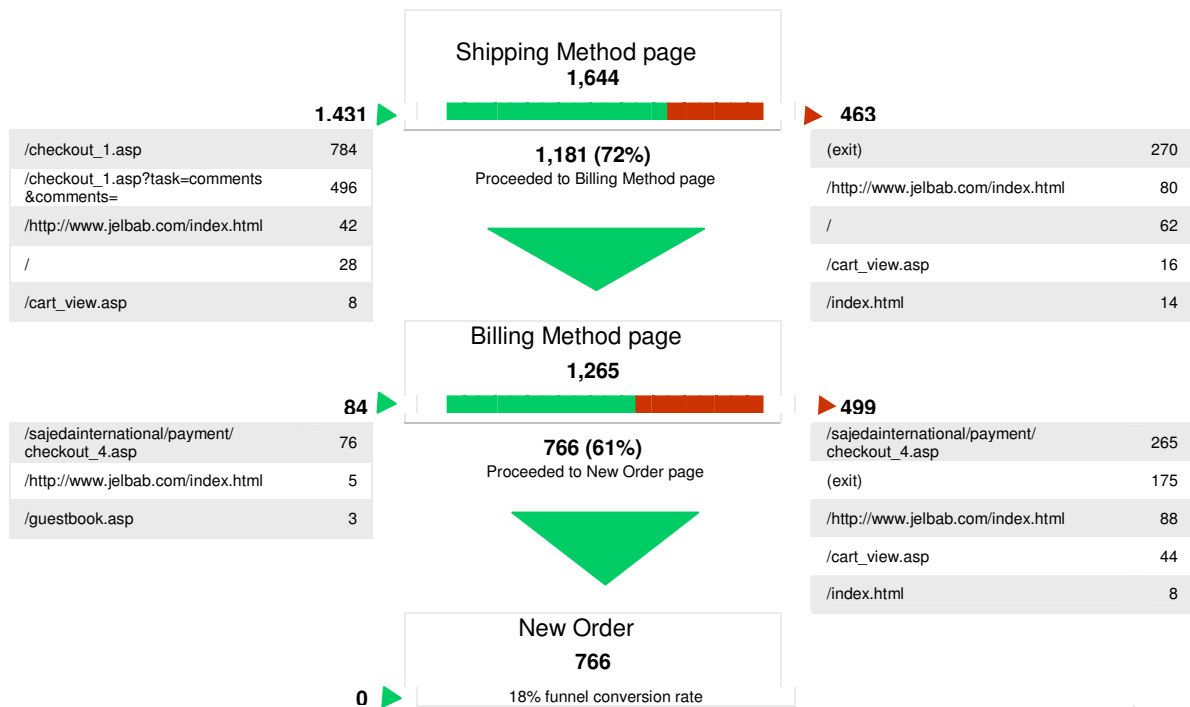 Shipping Method page
1,644
1.431
463
/checkout_1.asp 784
/checkout_1.asp?task=comments
&comments= 496
/http://www.jelbab.com/index.html 42
/ 28
/cart_view.asp 8
1,181 (72%)
Proceeded to Billing Method page
(exit) 270
/http://www.jelbab.com/index.html 80
/ 62
/cart_view.asp 16
/index.html 14
Billing Method page
1,265
84
499
/sajedainternational/payment/
checkout_4.asp 76
/http://www.jelbab.com/index.html 5
/guestbook.asp 3
766 (61%)
Proceeded to New Order page
/sajedainternational/payment/
checkout_4.asp 265
(exit) 175
/http://www.jelbab.com/index.html 88
/cart_view.asp 44
/index.html 8
New Order
766
0
18% funnel conversion rate